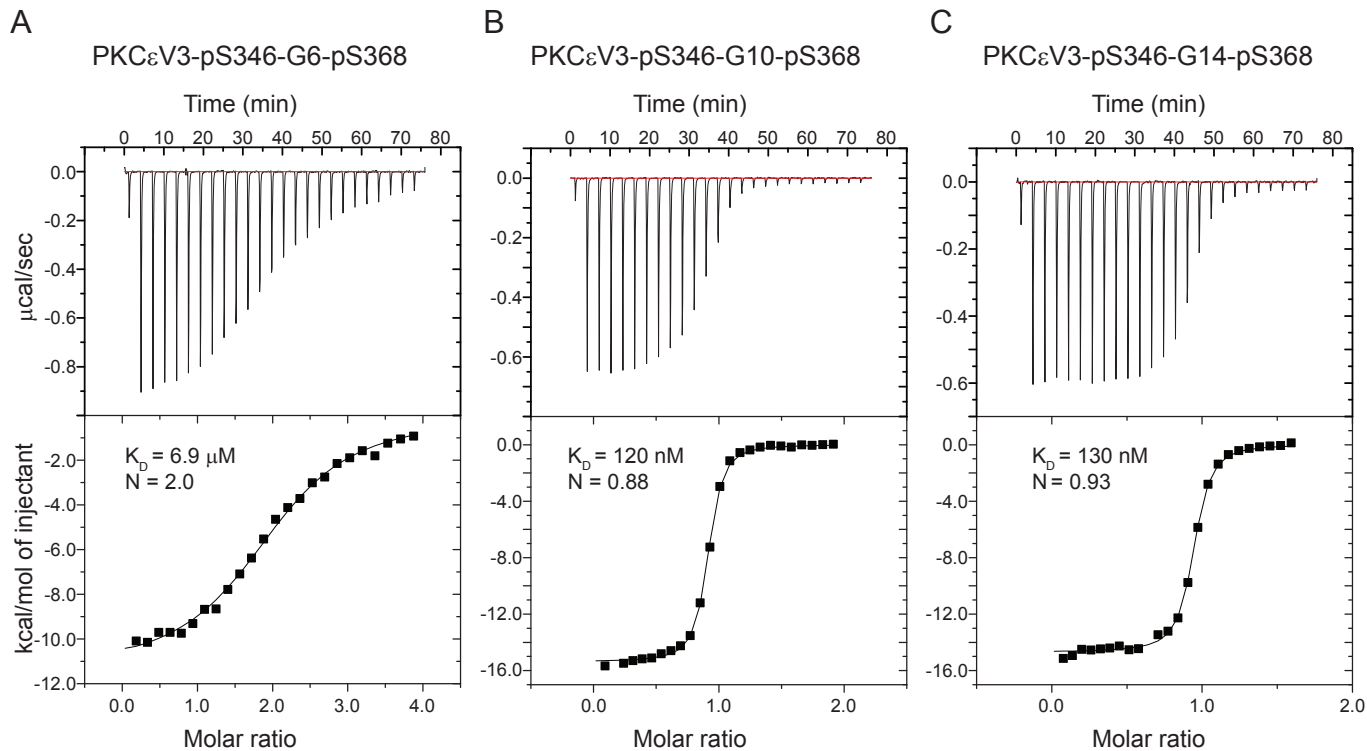 A
PKCεV3-pS346-G6-pS368
Time (min)
0 10 20 30 40 50 60 70 80
0.0
-0.2
-0.4
-0.6
-0.8
μcal/sec
K_D = 6.9 μM
N = 2.0
-2.0
-4.0
-6.0
-8.0
-10.0
-12.0
kcal/mol of injectant
0.0 1.0 2.0 3.0 4.0
Molar ratio
B
PKCεV3-pS346-G10-pS368
Time (min)
0 10 20 30 40 50 60 70 80
0.0
-0.2
-0.4
-0.6
K_D = 120 nM
N = 0.88
0.0
-4.0
-8.0
-12.0
-16.0
0.0 1.0 2.0
Molar ratio
C
PKCεV3-pS346-G14-pS368
Time (min)
0 10 20 30 40 50 60 70 80
0.0
-0.2
-0.4
-0.6
K_D = 130 nM
N = 0.93
0.0
-4.0
-8.0
-12.0
-16.0
0.0 1.0 2.0
Molar ratio